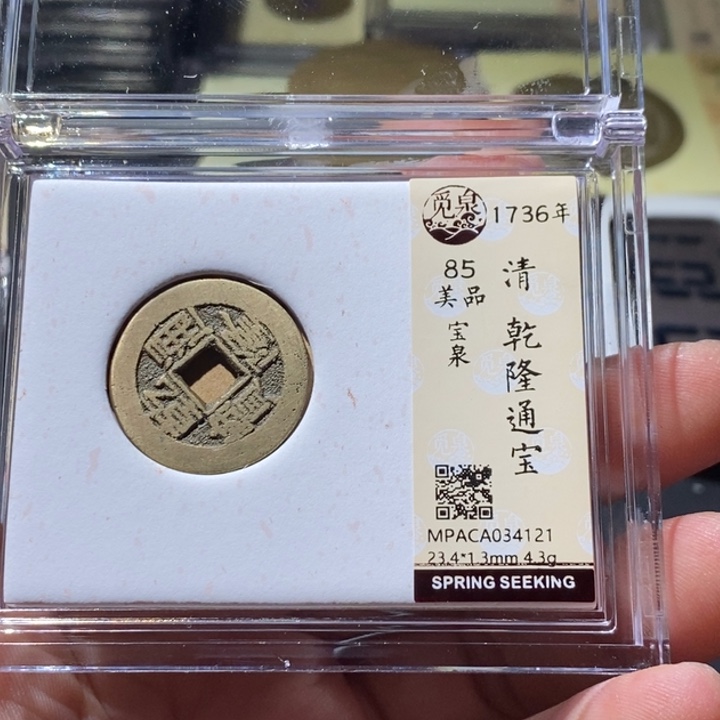 觅泉
1736年
85
美品
宝泉
清 乾隆通宝
MPACA034121
23.4*1.3mm 4.3g
SPRING SEEKING